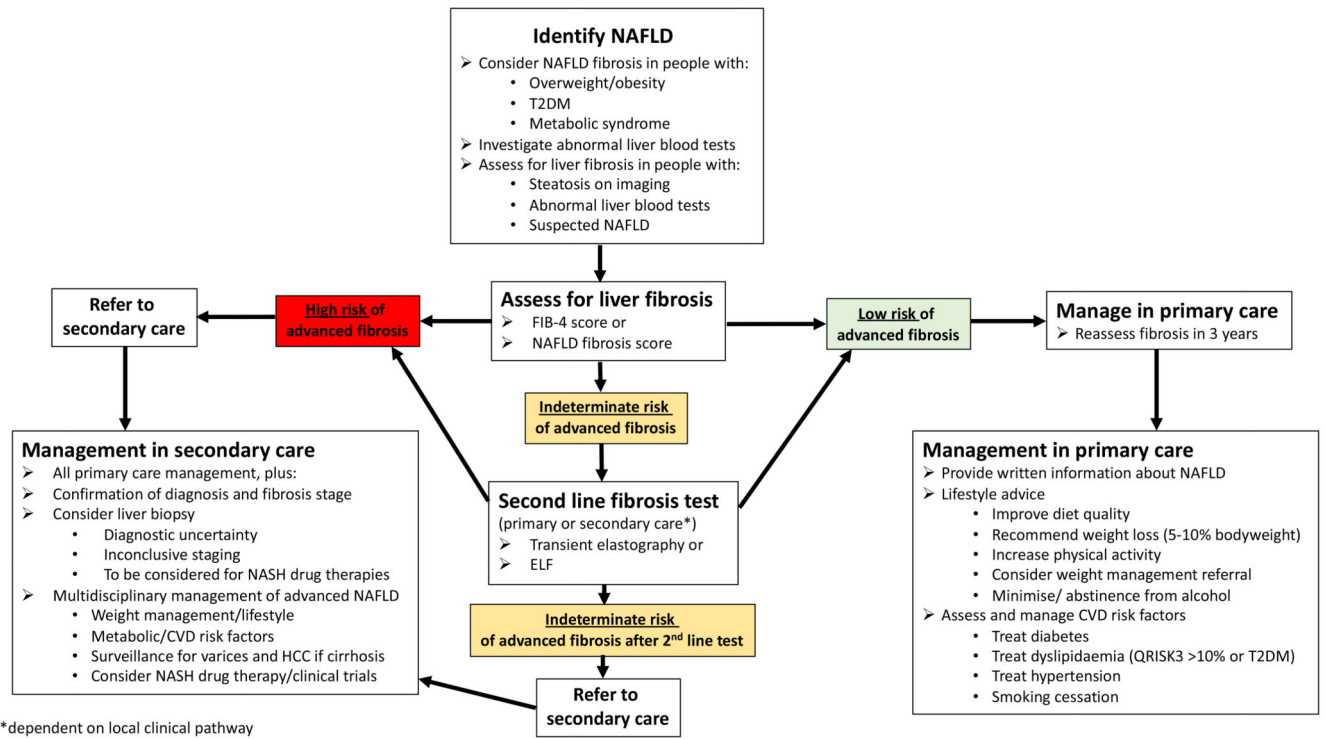 Identify NAFLD
➢ Consider NAFLD fibrosis in people with:
• Overweight/obesity
• T2DM
• Metabolic syndrome
➢ Investigate abnormal liver blood tests
➢ Assess for liver fibrosis in people with:
• Steatosis on imaging
• Abnormal liver blood tests
• Suspected NAFLD
Refer to
secondary care
High risk of
advanced fibrosis
Assess for liver fibrosis
➢ FIB-4 score or
➢ NAFLD fibrosis score
Low risk of
advanced fibrosis
Manage in primary care
➢ Reassess fibrosis in 3 years
Indeterminate risk
of advanced fibrosis
Management in secondary care
➢ All primary care management, plus:
➢ Confirmation of diagnosis and fibrosis stage
➢ Consider liver biopsy
• Diagnostic uncertainty
• Inconclusive staging
• To be considered for NASH drug therapies
➢ Multidisciplinary management of advanced NAFLD
• Weight management/lifestyle
• Metabolic/CVD risk factors
• Surveillance for varices and HCC if cirrhosis
• Consider NASH drug therapy/clinical trials
Second line fibrosis test
(primary or secondary care*)
➢ Transient elastography or
➢ ELF
Indeterminate risk
of advanced fibrosis after 2nd line test
Refer to
secondary care
Management in primary care
➢ Provide written information about NAFLD
➢ Lifestyle advice
• Improve diet quality
• Recommend weight loss (5-10% bodyweight)
• Increase physical activity
• Consider weight management referral
• Minimise/ abstinence from alcohol
➢ Assess and manage CVD risk factors
• Treat diabetes
• Treat dyslipidaemia (QRISK3 >10% or T2DM)
• Treat hypertension
• Smoking cessation
*dependent on local clinical pathway